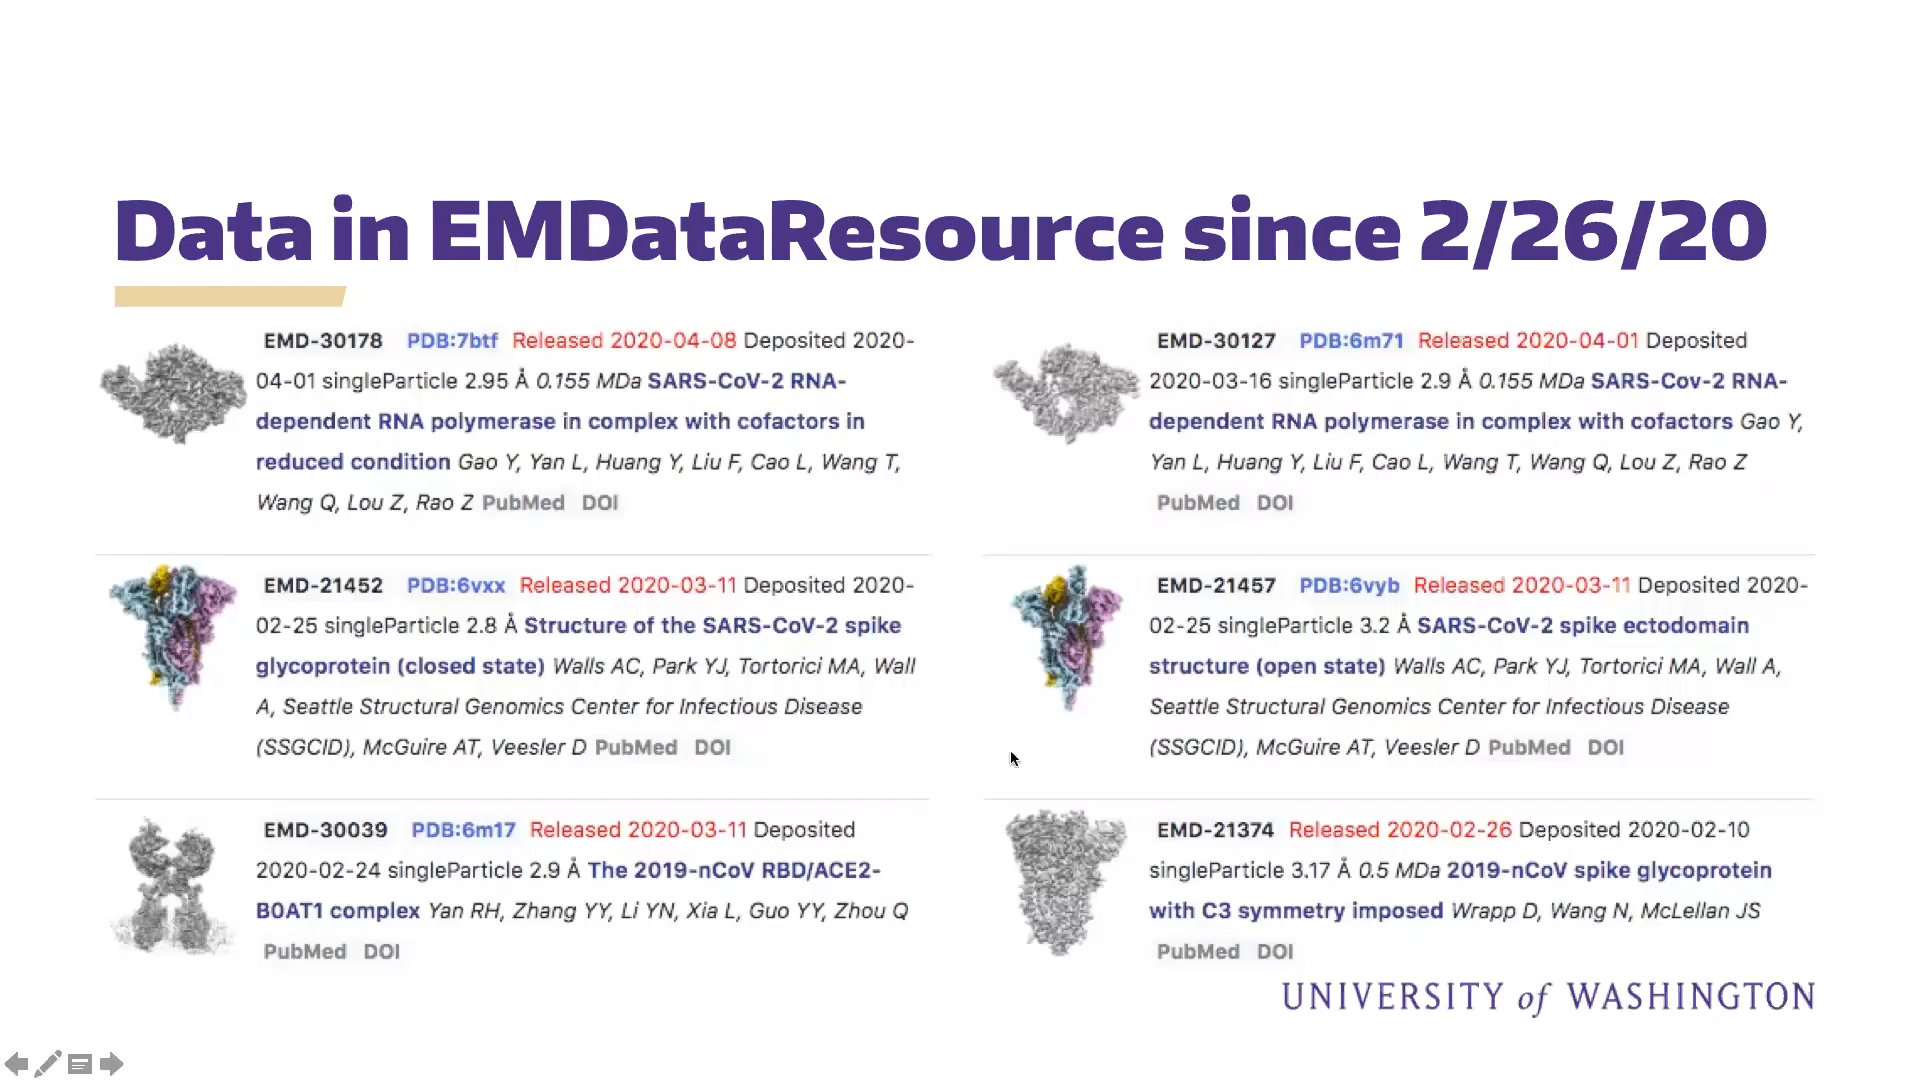 Data in EMDataResource since 2/26/20
EMD-30178 PDB:7btf Released 2020-04-08 Deposited 2020-
04-01 singleParticle 2.95 Å 0.155 MDa SARS-CoV-2 RNA-
dependent RNA polymerase in complex with cofactors in
reduced condition Gao Y, Yan L, Huang Y, Liu F, Cao L, Wang T,
Wang Q, Lou Z, Rao Z PubMed DOI
EMD-30127 PDB:6m71 Released 2020-04-01 Deposited
2020-03-16 singleParticle 2.9 Å 0.155 MDa SARS-Cov-2 RNA-
dependent RNA polymerase in complex with cofactors Gao Y,
Yan L, Huang Y, Liu F, Cao L, Wang T, Wang Q, Lou Z, Rao Z
PubMed DOI
EMD-21452 PDB:6vxx Released 2020-03-11 Deposited 2020-
02-25 singleParticle 2.8 Å Structure of the SARS-CoV-2 spike
glycoprotein (closed state) Walls AC, Park YJ, Tortorici MA, Wall
A, Seattle Structural Genomics Center for Infectious Disease
(SSGCID), McGuire AT, Veesler D PubMed DOI
EMD-21457 PDB:6vyb Released 2020-03-11 Deposited 2020-
02-25 singleParticle 3.2 Å SARS-CoV-2 spike ectodomain
structure (open state) Walls AC, Park YJ, Tortorici MA, Wall A,
Seattle Structural Genomics Center for Infectious Disease
(SSGCID), McGuire AT, Veesler D PubMed DOI
EMD-30039 PDB:6m17 Released 2020-03-11 Deposited
2020-02-24 singleParticle 2.9 Å The 2019-nCoV RBD/ACE2-
B0AT1 complex Yan RH, Zhang YY, Li YN, Xia L, Guo YY, Zhou Q
PubMed DOI
EMD-21374 Released 2020-02-26 Deposited 2020-02-10
singleParticle 3.17 Å 0.5 MDa 2019-nCoV spike glycoprotein
with C3 symmetry imposed Wrapp D, Wang N, McLellan JS
PubMed DOI
UNIVERSITY of WASHINGTON